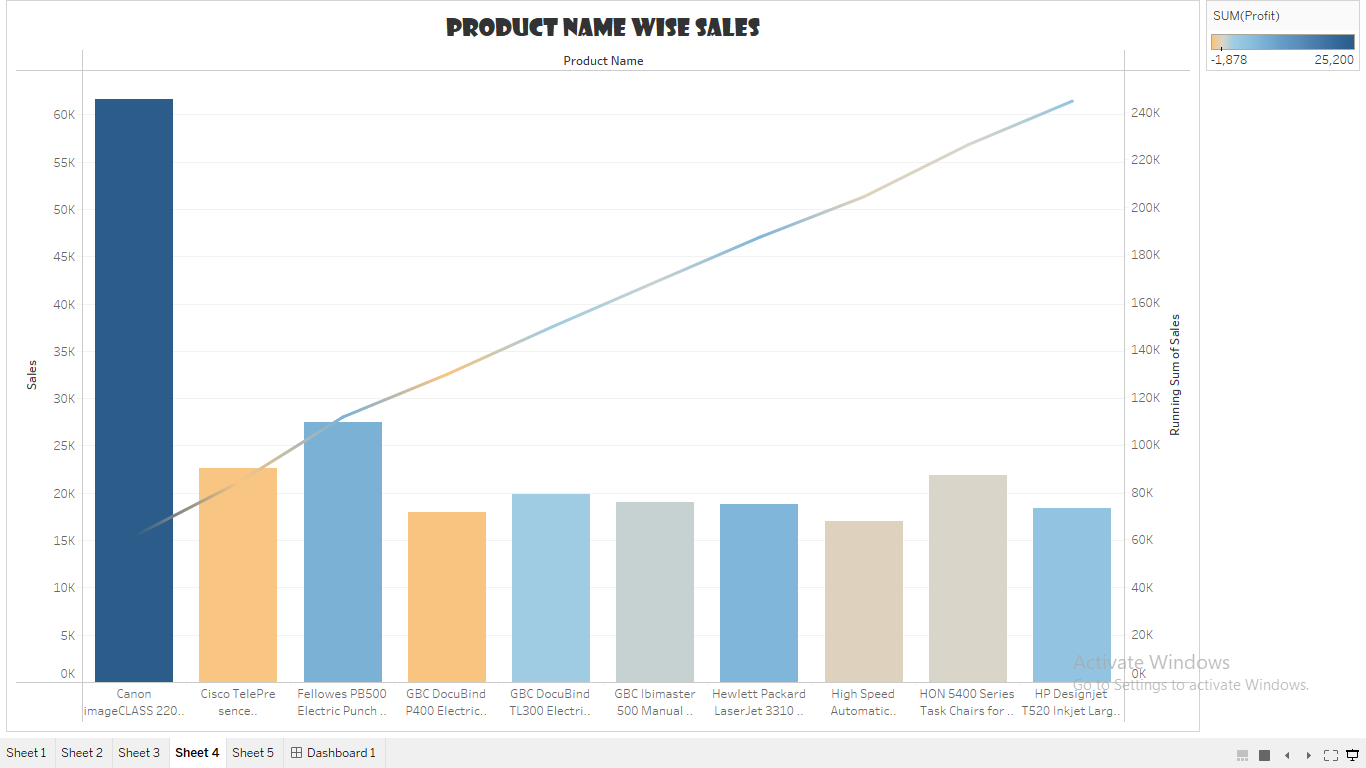 PRODUCT NAME WISE SALES
SUM(Profit)
-1,878 25,200
Product Name
Sales
60K
55K
50K
45K
40K
35K
30K
25K
20K
15K
10K
5K
0K
240K
220K
200K
180K
160K
140K
120K
100K
80K
60K
40K
20K
0K
Running Sum of Sales
Canon
imageCLASS 220..
Cisco TelePre
sence..
Fellowes PB500
Electric Punch ..
GBC DocuBind
P400 Electric..
GBC DocuBind
TL300 Electri..
GBC Ibimaster
500 Manual ..
Hewlett Packard
LaserJet 3310 ..
High Speed
Automatic..
HON 5400 Series
Task Chairs for ..
HP Designjet
T520 Inkjet Larg..
Activate Windows
Go to Settings to activate Windows.
Sheet 1 Sheet 2 Sheet 3 Sheet 4 Sheet 5 Dashboard 1